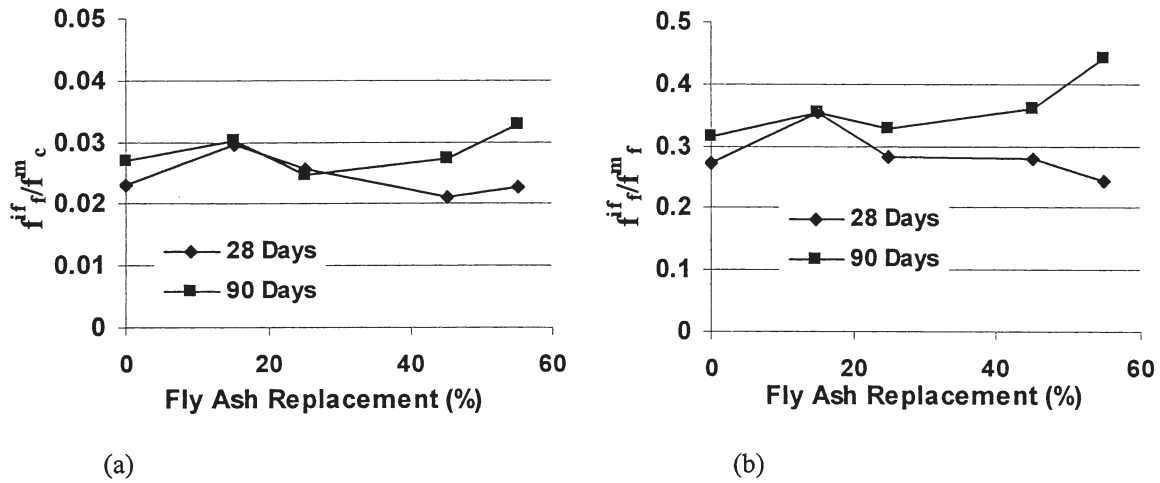 0.05
0.04
0.03
0.02
0.01
0
f^if_f/f^m_c
28 Days
90 Days
0 20 40 60
Fly Ash Replacement (%)
(a)
0.5
0.4
0.3
0.2
0.1
0
f^if_f/f^m_f
28 Days
90 Days
0 20 40 60
Fly Ash Replacement (%)
(b)